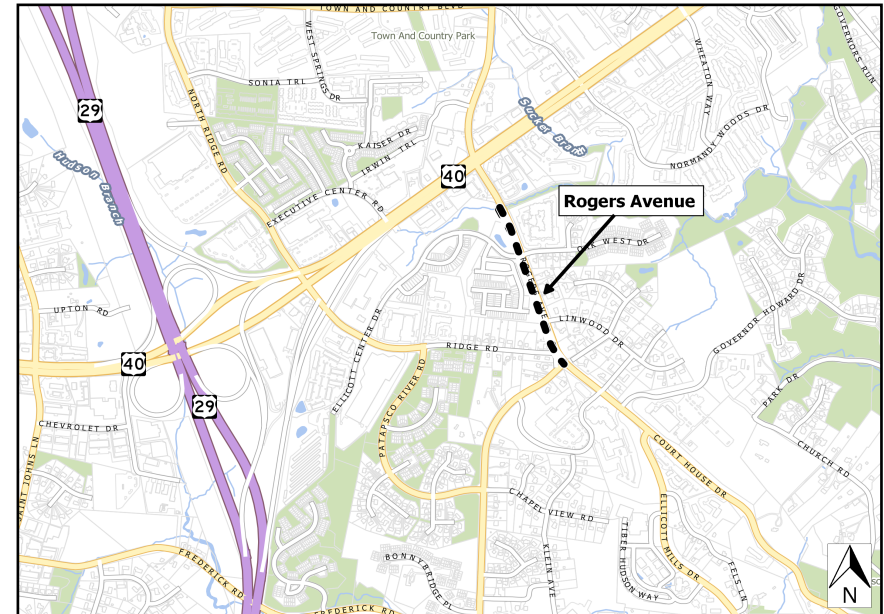 TOWN AND COUNTRY BLVD
Town And Country Park
WEST SPRINGS DR
WHEATON WAY
GOVERNORS RUN
SONIA TRL
29
NORTH RIDGE RD
Sucket Branch
NORMANDY WOODS DR
KAISER DR
IRWIN TRL
Hudson Branch
40
EXECUTIVE CENTER RD
Rogers Avenue
OAK WEST DR
UPTON RD
LINWOOD DR
GOVERNOR HOWARD DR
RIDGE RD
ELLICOTT CENTER DR
40
PATAPSCO RIVER RD
29
PARK DR
CHEVROLET DR
SAINT JOHNS LN
COURT HOUSE DR
CHURCH RD
CHAPEL VIEW RD
ELLICOTT MILLS DR
KLEIN AVE
TIBER HUDSON WAY
FELS LN
FREDERICK RD
BONNYBRIDGE PL
N
FREDERICK RD